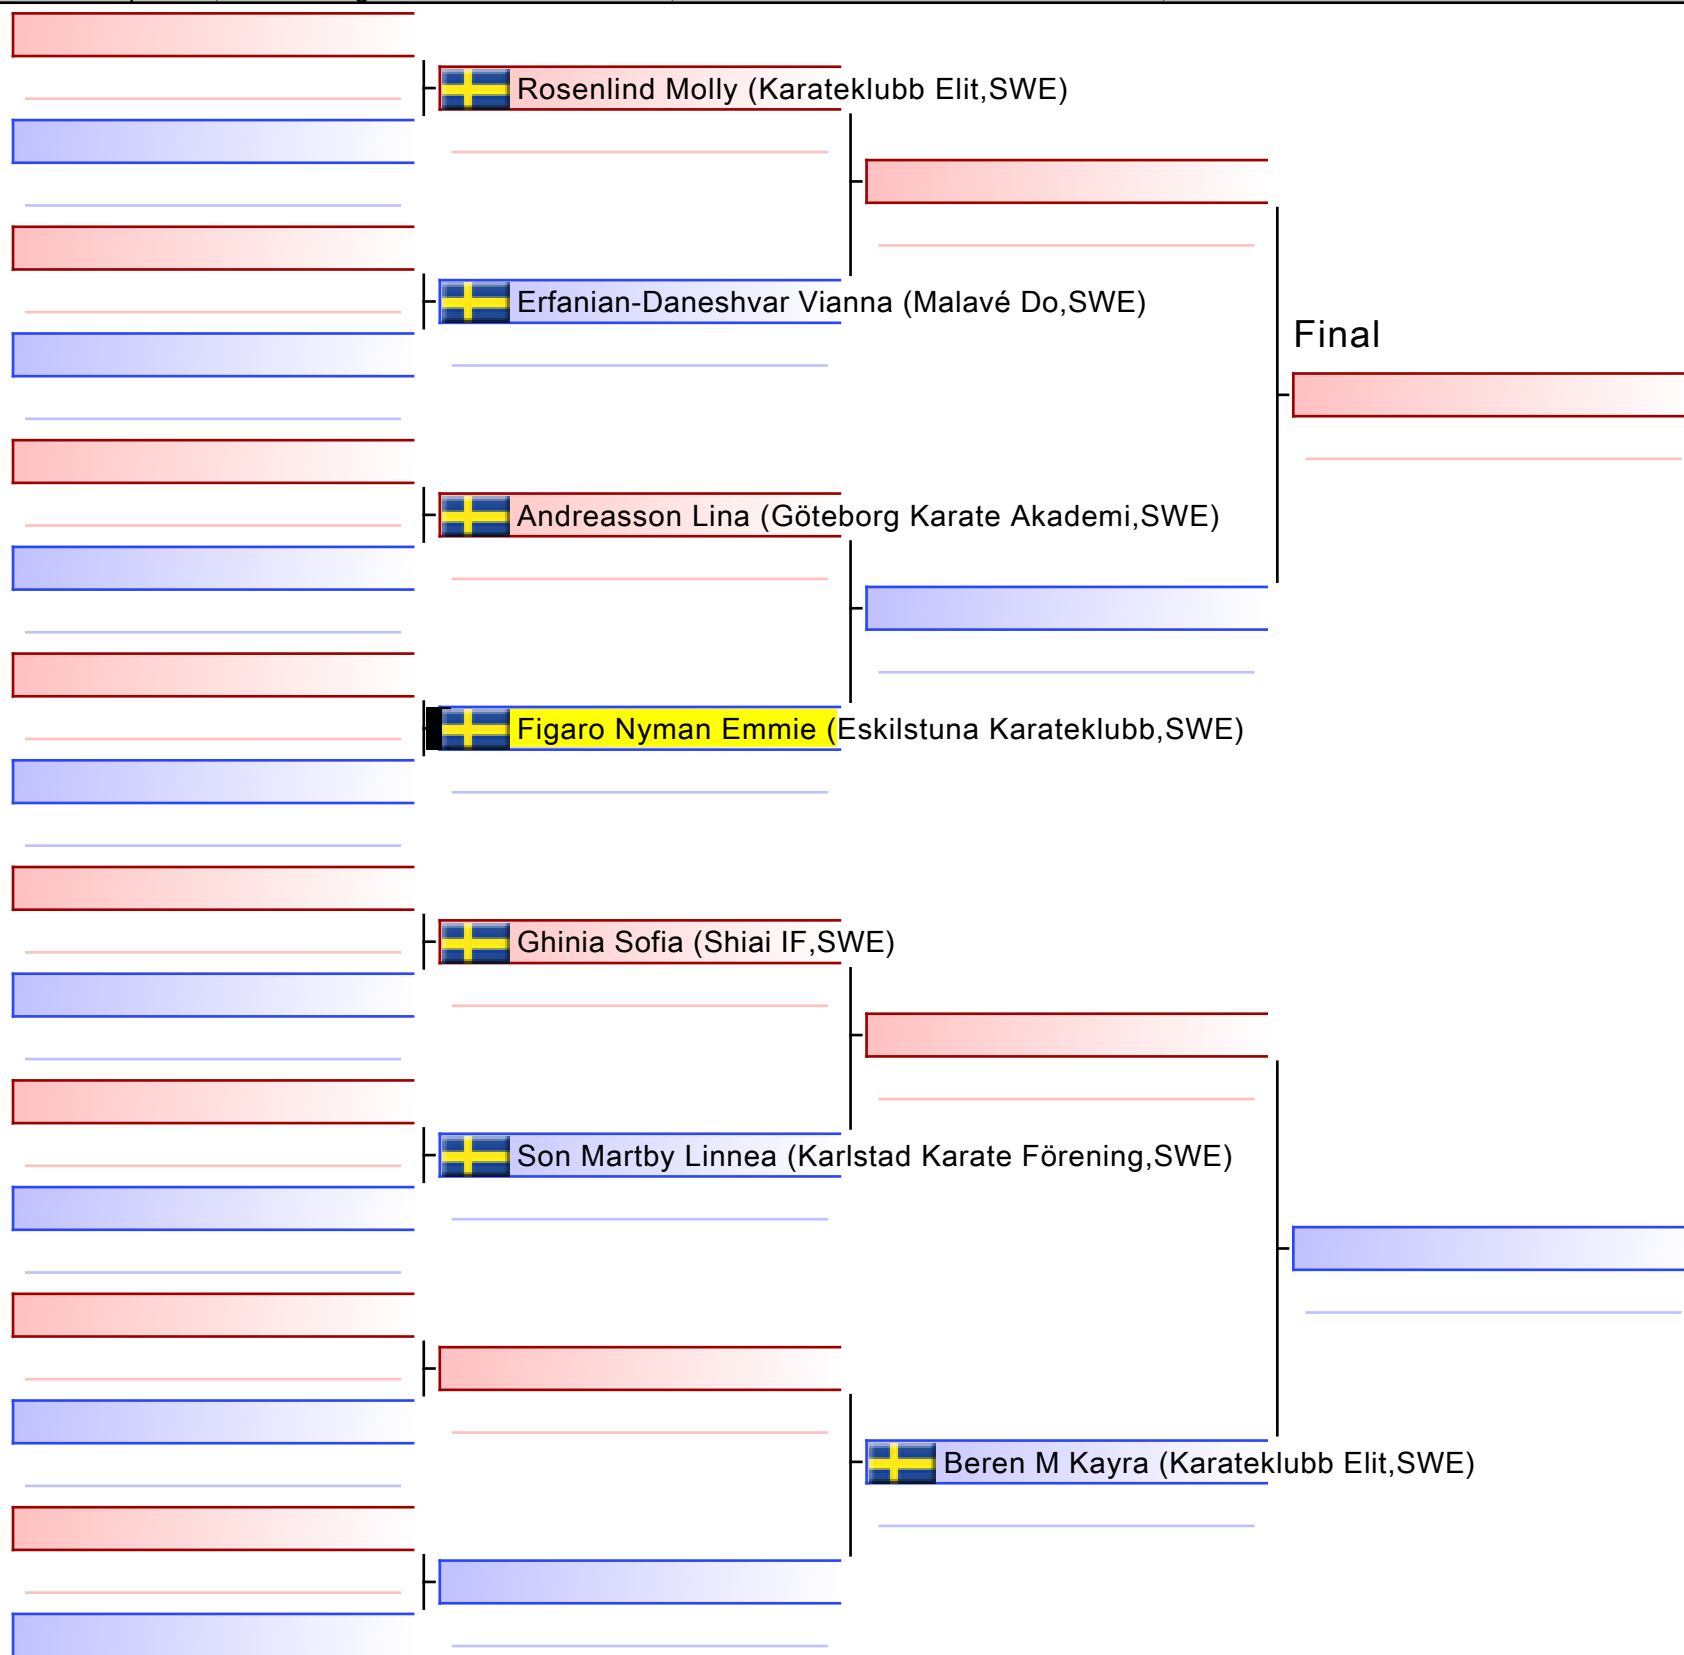 Rosenlind Molly (Karateklubb Elit,SWE)
Erfanian-Daneshvar Vianna (Malavé Do,SWE)
Final
Andreasson Lina (Göteborg Karate Akademi,SWE)
Figaro Nyman Emmie (Eskilstuna Karateklubb,SWE)
Ghinia Sofia (Shiai IF,SWE)
Son Martby Linnea (Karlstad Karate Förening,SWE)
Beren M Kayra (Karateklubb Elit,SWE)